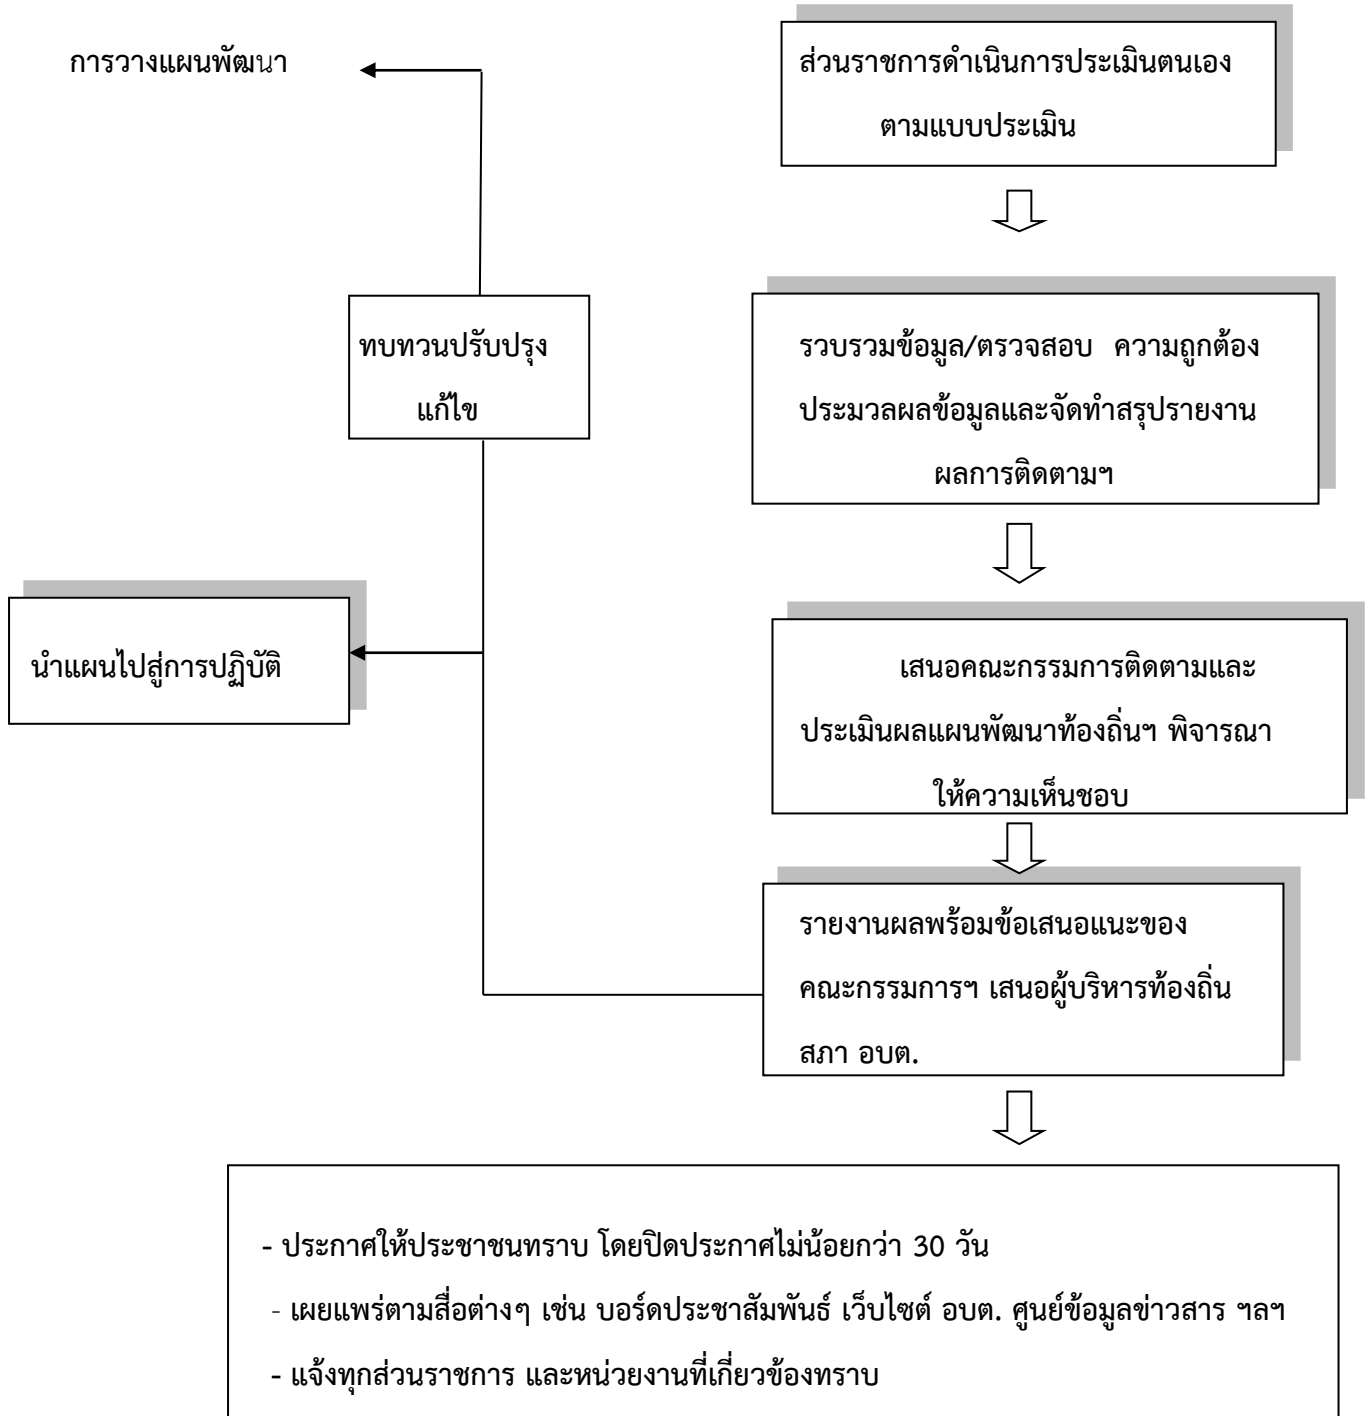 การวางแผนพัฒนา
ส่วนราชการดำเนินการประเมินตนเอง
ตามแบบประเมิน
ทบทวนปรับปรุง
แก้ไข
รวบรวมข้อมูล/ตรวจสอบ ความถูกต้อง
ประมวลผลข้อมูลและจัดทำสรุปรายงาน
ผลการติดตามฯ
นำแผนไปสู่การปฏิบัติ
เสนอคณะกรรมการติดตามและ
ประเมินผลแผนพัฒนาท้องถิ่นฯ พิจารณา
ให้ความเห็นชอบ
รายงานผลพร้อมข้อเสนอแนะของ
คณะกรรมการฯ เสนอผู้บริหารท้องถิ่น
สภา อบต.
- ประกาศให้ประชาชนทราบ โดยปิดประกาศไม่น้อยกว่า 30 วัน
- เผยแพร่ตามสื่อต่างๆ เช่น บอร์ดประชาสัมพันธ์ เว็บไซต์ อบต. ศูนย์ข้อมูลข่าวสาร ฯลฯ
- แจ้งทุกส่วนราชการ และหน่วยงานที่เกี่ยวข้องทราบ